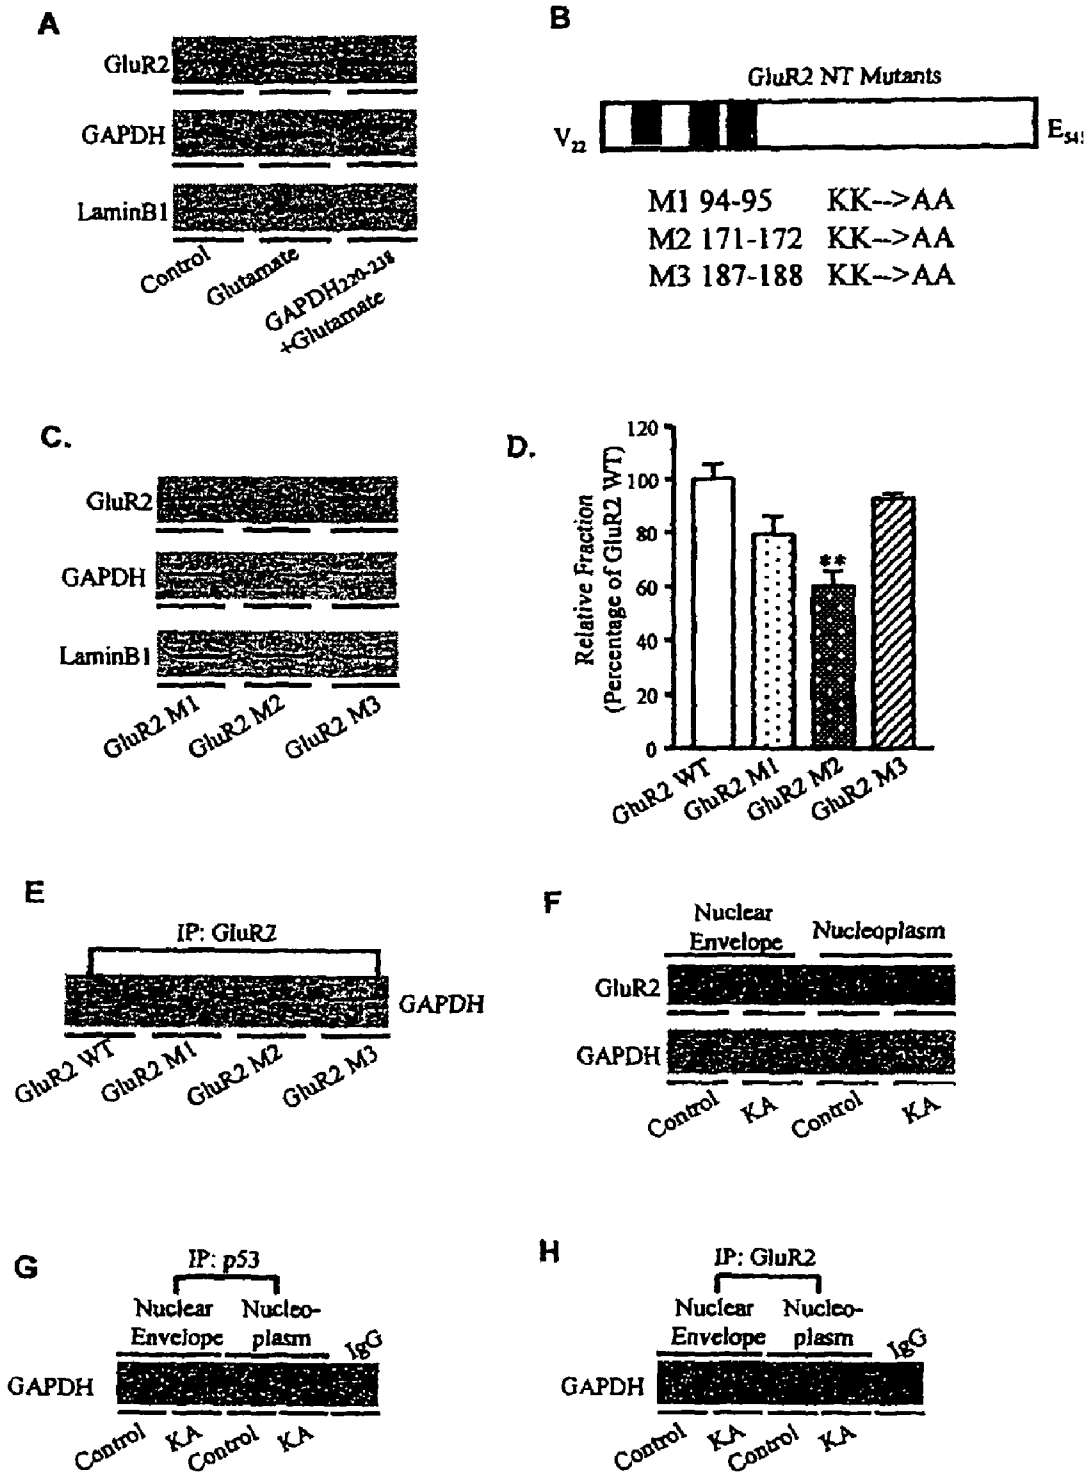 A
GluR2
GAPDH
LaminB1
Control
Glutamate
GAPDH220-238
+Glutamate
B
GluR2 NT Mutants
V22
E541
M1 94-95 KK-->AA
M2 171-172 KK-->AA
M3 187-188 KK-->AA
C.
GluR2
GAPDH
LaminB1
GluR2 M1
GluR2 M2
GluR2 M3
D.
Relative Fraction
(Percentage of GluR2 WT)
120
100
80
60
40
20
0
**
GluR2 WT
GluR2 M1
GluR2 M2
GluR2 M3
E
IP: GluR2
GAPDH
GluR2 WT
GluR2 M1
GluR2 M2
GluR2 M3
F
Nuclear
Envelope
Nucleoplasm
GluR2
GAPDH
Control
KA
Control
KA
G
IP: p53
Nuclear
Envelope
Nucleo-
plasm
IgG
GAPDH
Control
KA
Control
KA
H
IP: GluR2
Nuclear
Envelope
Nucleo-
plasm
IgG
GAPDH
Control
KA
Control
KA